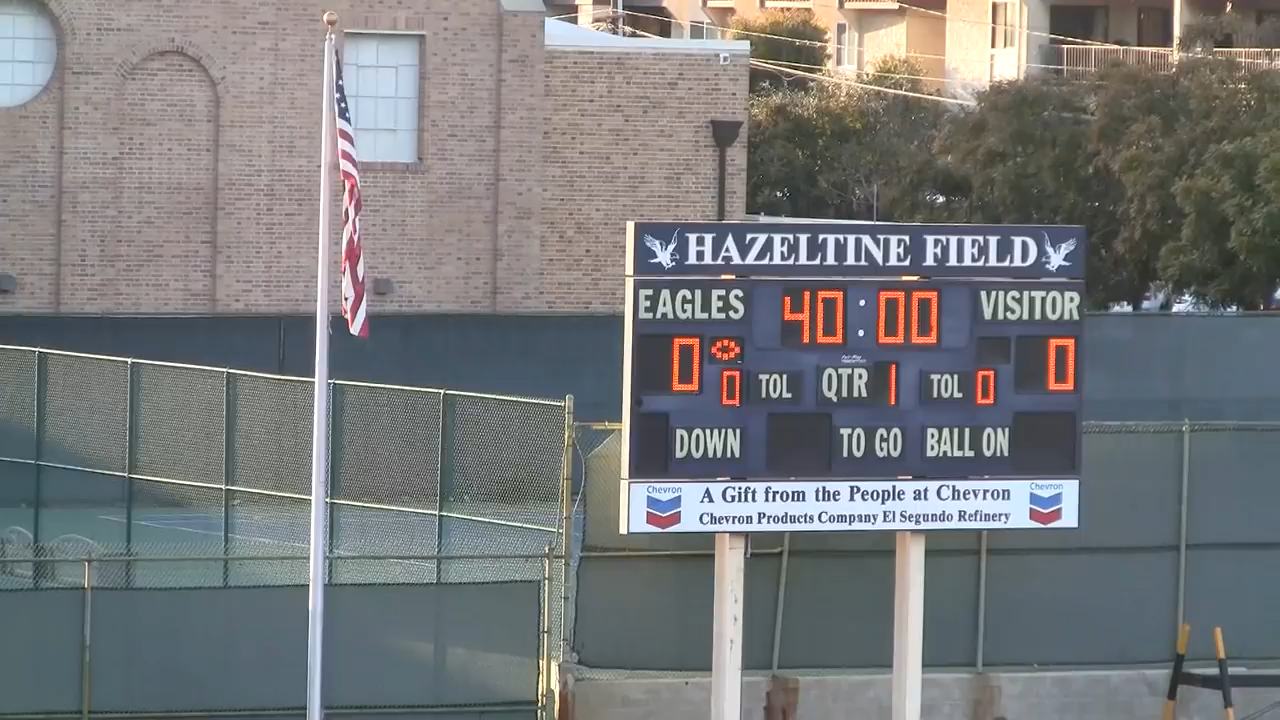 HAZELTINE FIELD
EAGLES 40:00 VISITOR
0 0
0 TOL QTR 1 TOL 0
DOWN TO GO BALL ON
Chevron A Gift from the People at Chevron Chevron
Chevron Products Company El Segundo Refinery